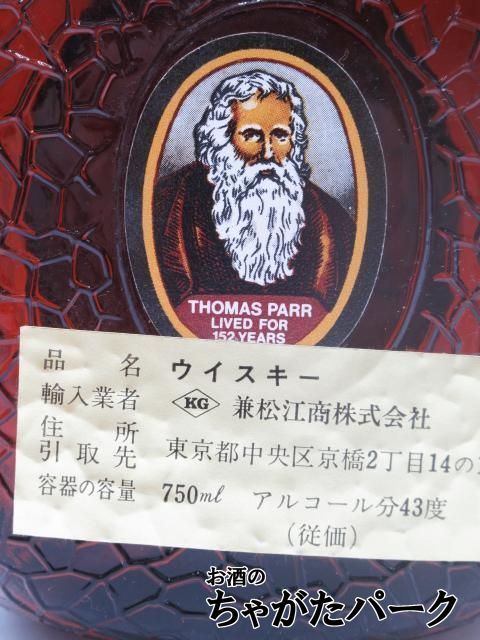 THOMAS PARR
LIVED FOR
152 YEARS
品名 ウイスキー
輸入業者 KG 兼松江商株式会社
住所
引取先 東京都中央区京橋2丁目14の
容器の容量 750ml アルコール分43度
(従価)
お酒の
ちゃがたパーク